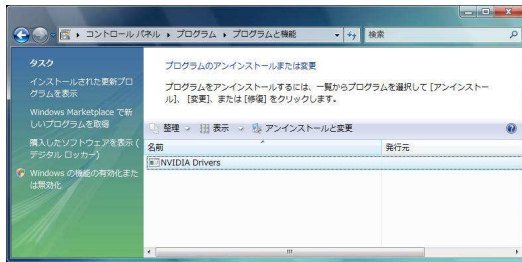 コントロール パネル ▸ プログラム ▸ プログラムと機能
検索
タスク
インストールされた更新プロ
グラムを表示
Windows Marketplace で新
しいプログラムを取得
購入したソフトウェアを表示 (
デジタル ロッカー)
Windows の機能の有効化また
は無効化
プログラムのアンインストールまたは変更
プログラムをアンインストールするには、一覧からプログラムを選択して [アンインストー
ル]、[変更]、または [修復] をクリックします。
整理
表示
アンインストールと変更
名前
発行元
NVIDIA Drivers